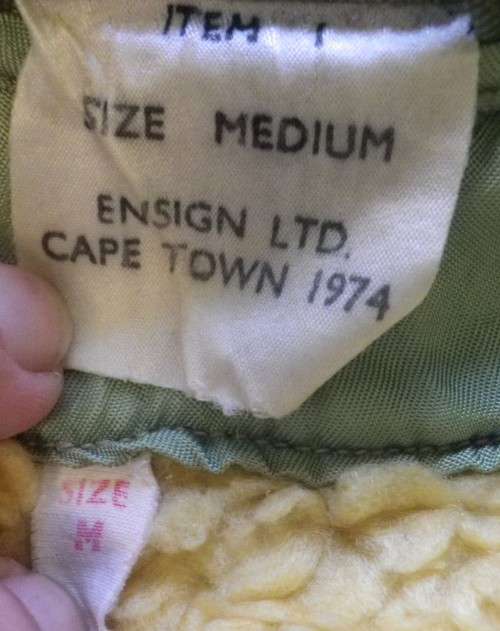 ITEM 1
SIZE MEDIUM
ENSIGN LTD.
CAPE TOWN 1974
SIZE
M